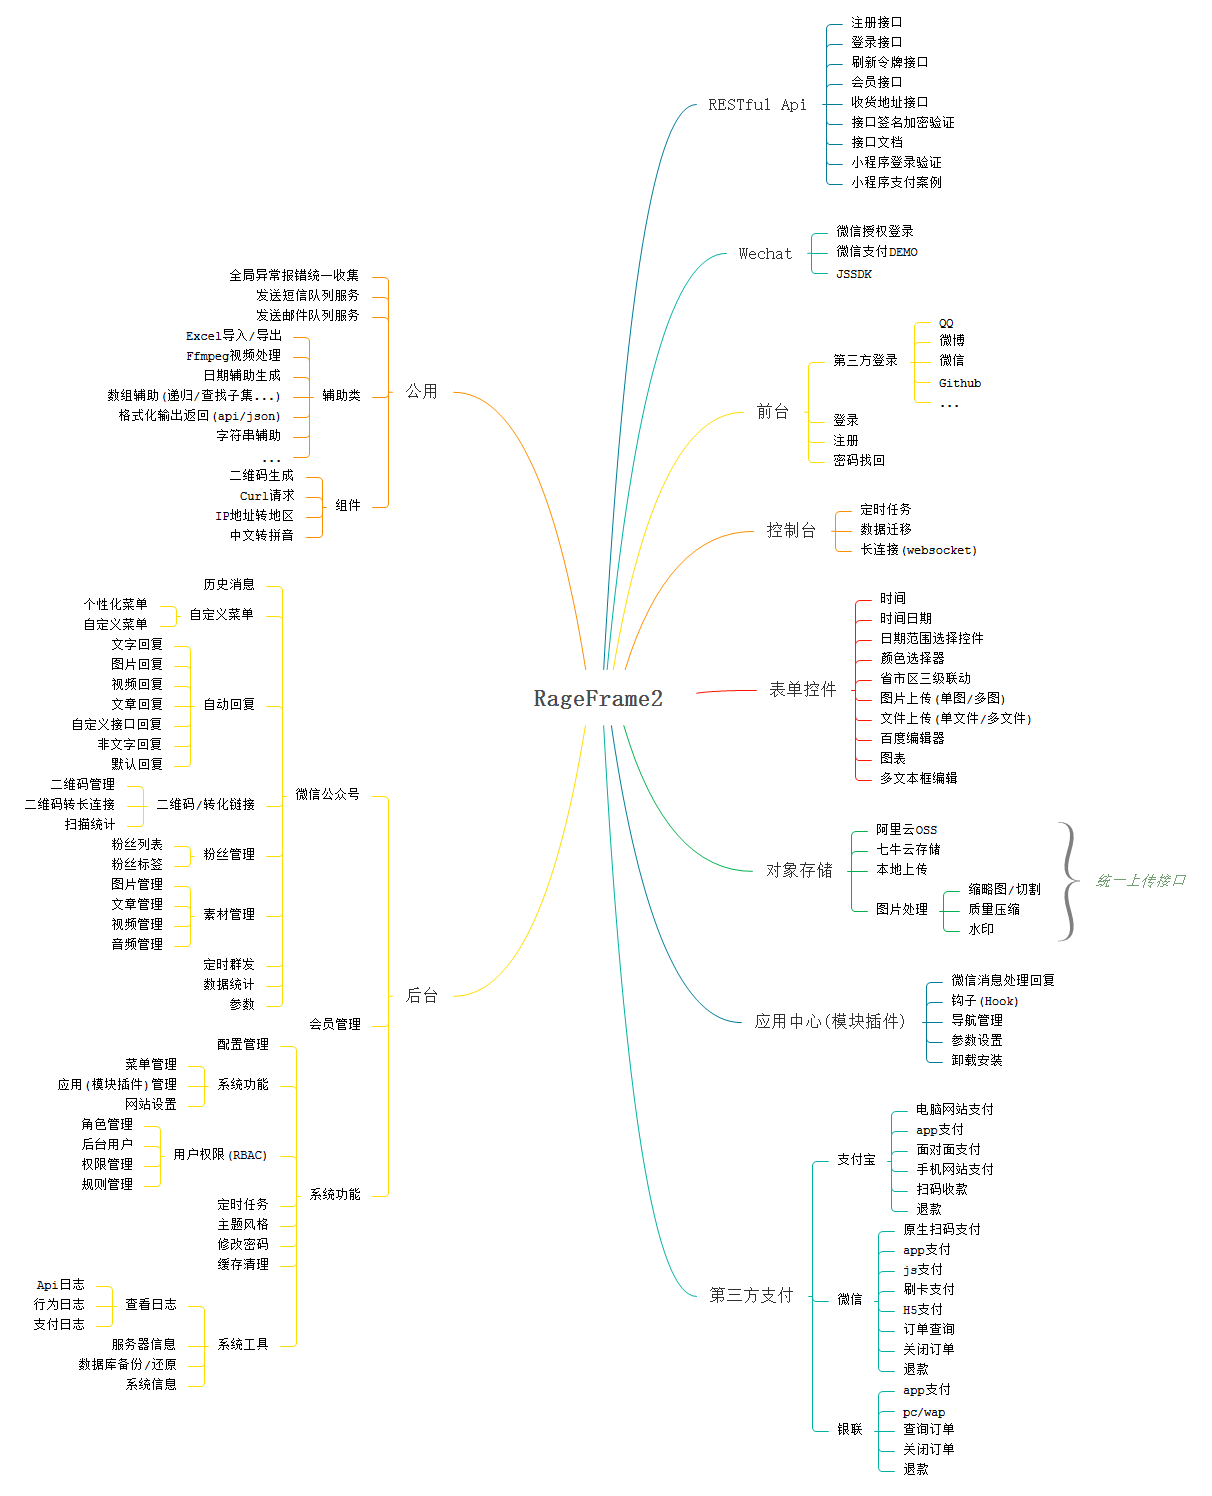 RageFrame2
RESTful Api
注册接口
登录接口
刷新令牌接口
会员接口
收货地址接口
接口签名加密验证
接口文档
小程序登录验证
小程序支付案例
Wechat
微信授权登录
微信支付DEMO
JSSDK
前台
第三方登录
QQ
微博
微信
Github
...
登录
注册
密码找回
控制台
定时任务
数据迁移
长连接(websocket)
表单控件
时间
时间日期
日期范围选择控件
颜色选择器
省市区三级联动
图片上传(单图/多图)
文件上传(单文件/多文件)
百度编辑器
图表
多文本框编辑
对象存储
阿里云OSS
七牛云存储
本地上传
图片处理
缩略图/切割
质量压缩
水印
统一上传接口
应用中心(模块插件)
微信消息处理回复
钩子(Hook)
导航管理
参数设置
卸载安装
第三方支付
支付宝
电脑网站支付
app支付
面对面支付
手机网站支付
扫码收款
退款
微信
原生扫码支付
app支付
js支付
刷卡支付
H5支付
订单查询
关闭订单
退款
银联
app支付
pc/wap
查询订单
关闭订单
退款
公用
全局异常报错统一收集
发送短信队列服务
发送邮件队列服务
辅助类
Excel导入/导出
Ffmpeg视频处理
日期辅助生成
数组辅助(递归/查找子集...)
格式化输出返回(api/json)
字符串辅助
...
组件
二维码生成
Curl请求
IP地址转地区
中文转拼音
后台
微信公众号
历史消息
自定义菜单
个性化菜单
自定义菜单
自动回复
文字回复
图片回复
视频回复
文章回复
自定义接口回复
非文字回复
默认回复
二维码/转化链接
二维码管理
二维码转长连接
扫描统计
粉丝管理
粉丝列表
粉丝标签
素材管理
图片管理
文章管理
视频管理
音频管理
定时群发
数据统计
参数
会员管理
系统功能
配置管理
系统功能
菜单管理
应用(模块插件)管理
网站设置
用户权限(RBAC)
角色管理
后台用户
权限管理
规则管理
定时任务
主题风格
修改密码
缓存清理
系统工具
查看日志
Api日志
行为日志
支付日志
服务器信息
数据库备份/还原
系统信息